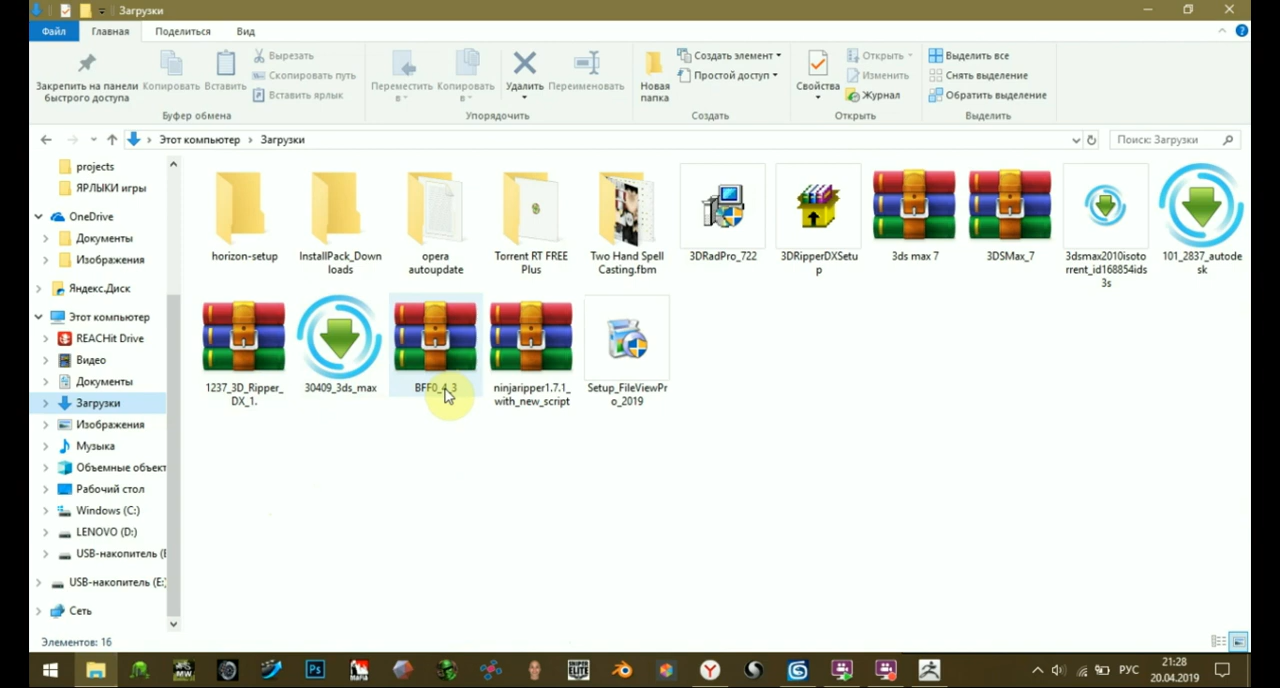 Загрузки
Файл
Главная
Поделиться
Вид
Закрепить на панели
быстрого доступа
Копировать
Вставить
Вырезать
Скопировать путь
Вставить ярлык
Переместить
в
Копировать
в
Удалить
Переименовать
Новая
папка
Создать элемент
Простой доступ
Свойства
Открыть
Изменить
Журнал
Выделить все
Снять выделение
Обратить выделение
Буфер обмена
Упорядочить
Создать
Открыть
Выделить
Этот компьютер
Загрузки
Поиск: Загрузки
projects
ЯРЛЫКИ игры
OneDrive
Документы
Изображения
Яндекс.Диск
Этот компьютер
REACHit Drive
Видео
Документы
Загрузки
Изображения
Музыка
Объемные объект
Рабочий стол
Windows (C:)
LENOVO (D:)
USB-накопитель (E
USB-накопитель (E:)
Сеть
horizon-setup
InstallPack_Down
loads
opera
autoupdate
Torrent RT FREE
Plus
Two Hand Spell
Casting.fbm
3DRadPro_722
3DRipperDXSetu
p
3ds max 7
3DSMax_7
3dsmax2010isoto
rrent_id168854ids
3s
101_2837_autode
sk
1237_3D_Ripper_
DX_1.
30409_3ds_max
BFF0_4_3
ninjaripper1.7.1_
with_new_script
Setup_FileViewPr
o_2019
Элементов: 16
РУС
21:28
20.04.2019